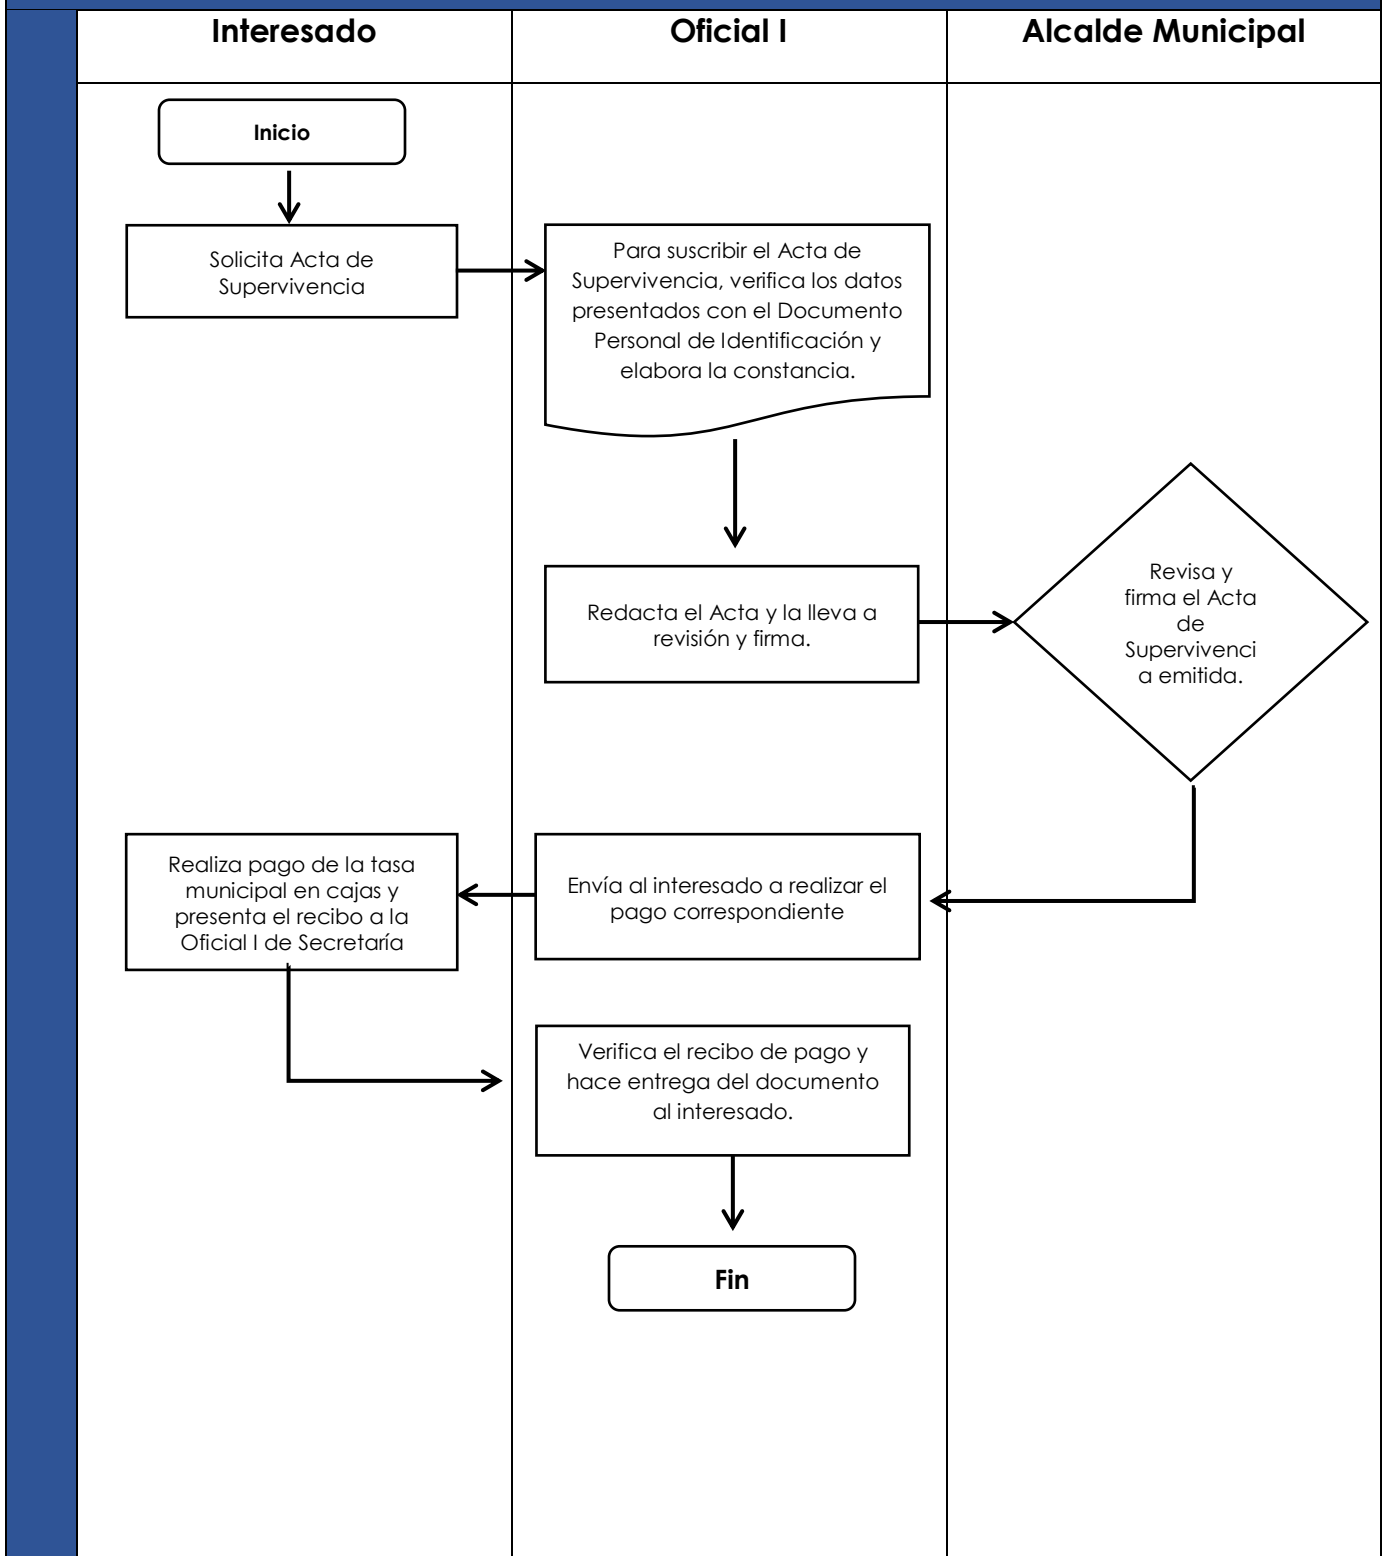 Interesado
Oficial I
Alcalde Municipal
Inicio
Solicita Acta de
Supervivencia
Para suscribir el Acta de
Supervivencia, verifica los datos
presentados con el Documento
Personal de Identificación y
elabora la constancia.
Redacta el Acta y la lleva a
revisión y firma.
Revisa y
firma el Acta
de
Supervivenci
a emitida.
Envía al interesado a realizar el
pago correspondiente
Realiza pago de la tasa
municipal en cajas y
presenta el recibo a la
Oficial I de Secretaría
Verifica el recibo de pago y
hace entrega del documento
al interesado.
Fin